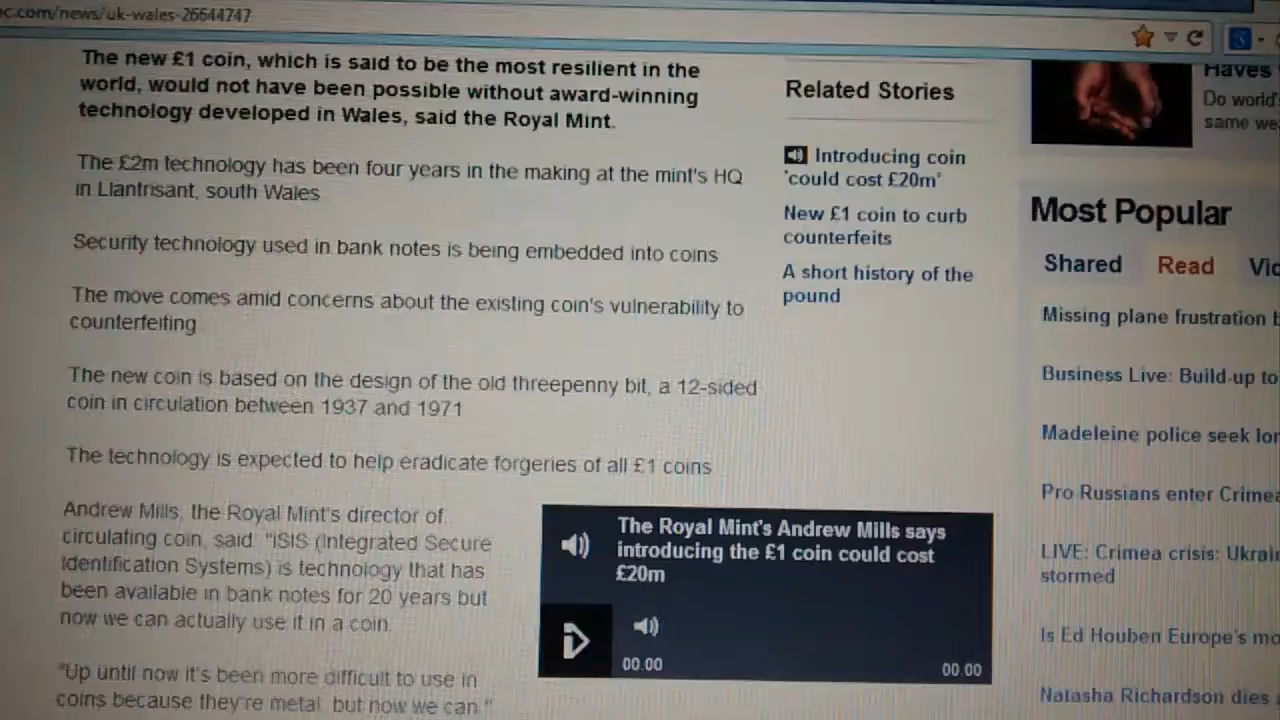 c.com/news/uk-wales-26644747
The new £1 coin, which is said to be the most resilient in the
world, would not have been possible without award-winning
technology developed in Wales, said the Royal Mint.
The £2m technology has been four years in the making at the mint's HQ
in Llantrisant, south Wales
Security technology used in bank notes is being embedded into coins
The move comes amid concerns about the existing coin's vulnerability to
counterfeiting
The new coin is based on the design of the old threepenny bit, a 12-sided
coin in circulation between 1937 and 1971
The technology is expected to help eradicate forgeries of all £1 coins
Andrew Mills, the Royal Mint's director of
circulating coin, said: "iSIS (Integrated Secure
Identification Systems) is technology that has
been available in bank notes for 20 years but
now we can actually use it in a coin.
"Up until now it's been more difficult to use in
coins because they're metal, but now we can."
The Royal Mint's Andrew Mills says
introducing the £1 coin could cost
£20m
00.00
00.00
Related Stories
Introducing coin
'could cost £20m'
New £1 coin to curb
counterfeits
A short history of the
pound
Haves
Do world
same we
Most Popular
Shared
Read
Vid
Missing plane frustration
Business Live: Build-up to
Madeleine police seek
Pro Russians enter
LIVE: Crimea crisis:
stormed
Is Ed Houben Europe's
Natasha Richardson dies